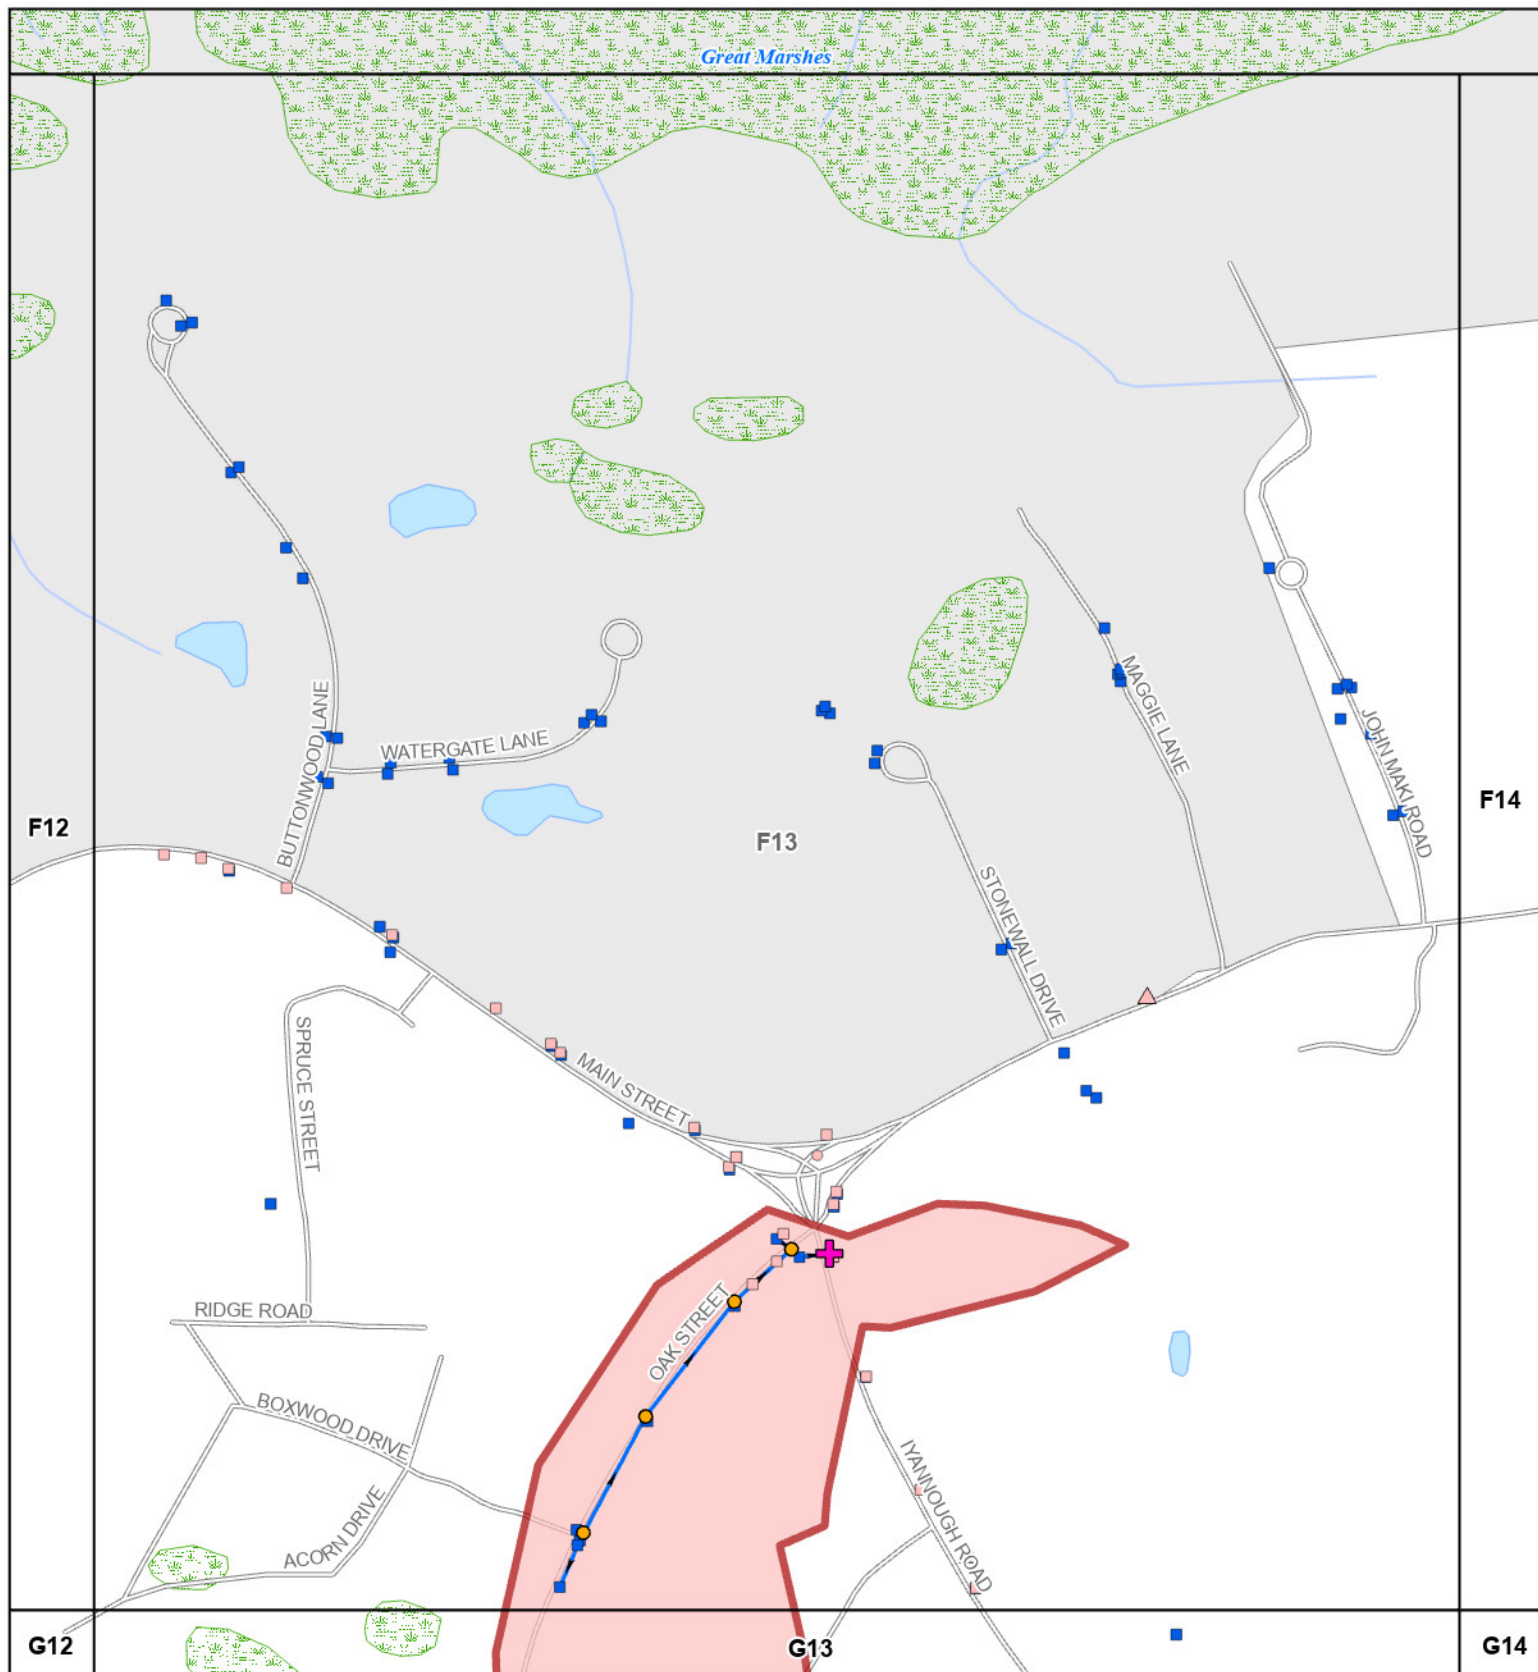 Great Marshes
BUTTONWOOD LANE
WATERGATE LANE
MAGGIE LANE
JOHN MAKI ROAD
F12
F13
F14
STONEWALL DRIVE
SPRUCE STREET
MAIN STREET
RIDGE ROAD
OAK STREET
BOXWOOD DRIVE
ACORN DRIVE
IYANNOUGH ROAD
G12
G13
G14